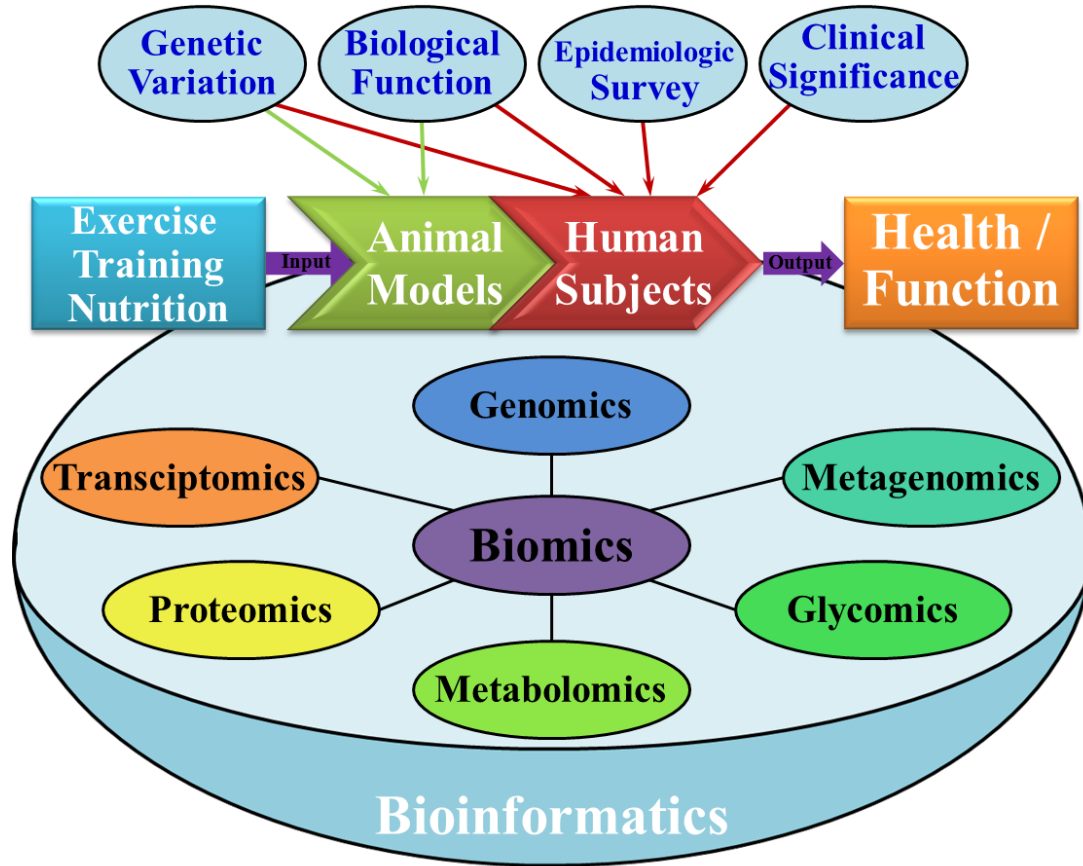 Genetic
Variation
Biological
Function
Epidemiologic
Survey
Clinical
Significance
Exercise
Training
Nutrition
Input
Animal
Models
Human
Subjects
Output
Health /
Function
Genomics
Transciptomics
Metagenomics
Biomics
Proteomics
Glycomics
Metabolomics
Bioinformatics